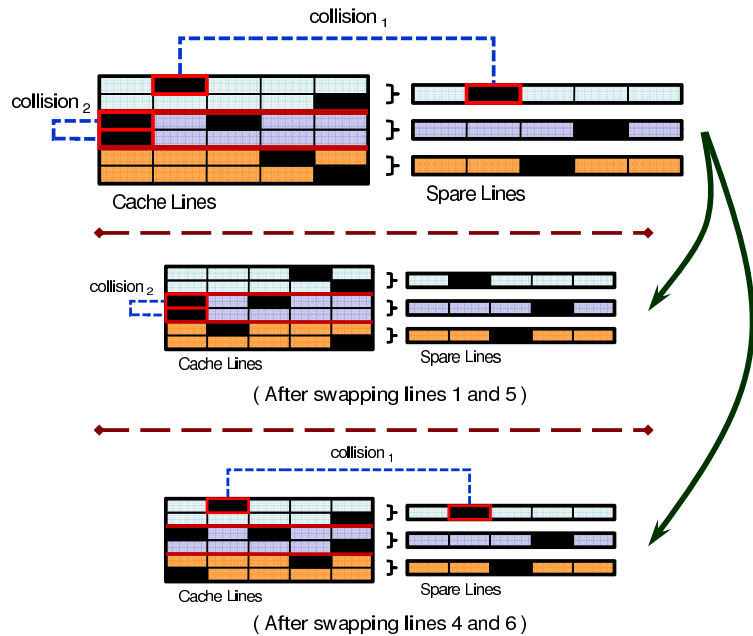 collision 1
collision 2
}
}
}
Cache Lines
Spare Lines
collision 2
}
}
}
Cache Lines
Spare Lines
( After swapping lines 1 and 5 )
collision 1
}
}
}
Cache Lines
Spare Lines
(After swapping lines 4 and 6 )